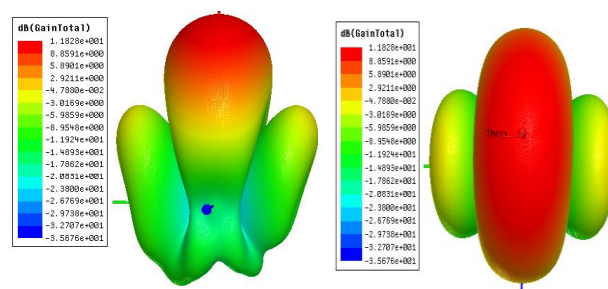 dB(GainTotal)
1.1828e+001
8.8591e+000
5.8901e+000
2.9211e+000
-4.7880e-002
-3.0169e+000
-5.9859e+000
-8.9548e+000
-1.1924e+001
-1.4893e+001
-1.7862e+001
-2.0831e+001
-2.3800e+001
-2.6769e+001
-2.9738e+001
-3.2707e+001
-3.5676e+001
dB(GainTotal)
1.1828e+001
8.8591e+000
5.8901e+000
2.9211e+000
-4.7880e-002
-3.0169e+000
-5.9859e+000
-8.9548e+000
-1.1924e+001
-1.4893e+001
-1.7862e+001
-2.0831e+001
-2.3800e+001
-2.6769e+001
-2.9738e+001
-3.2707e+001
-3.5676e+001
Theta